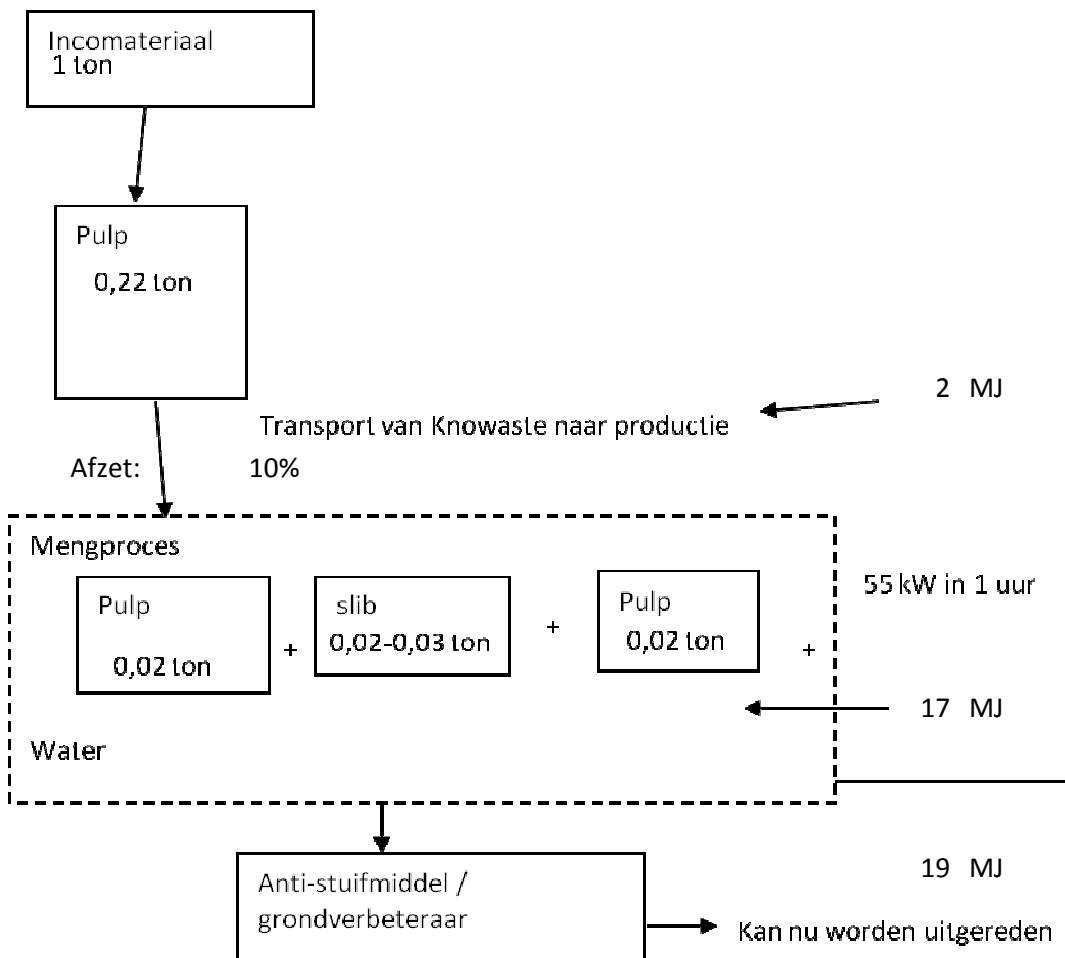 Incomateriaal
1 ton
Pulp
0,22 ton
2 MJ
Transport van Knowaste naar productie
Afzet: 10%
Mengproces
55 kW in 1 uur
Pulp
0,02 ton
+
slib
0,02-0,03 ton
+
Pulp
0,02 ton
+
17 MJ
Water
19 MJ
Anti-stuifmiddel /
grondverbeteraar
Kan nu worden uitgereden